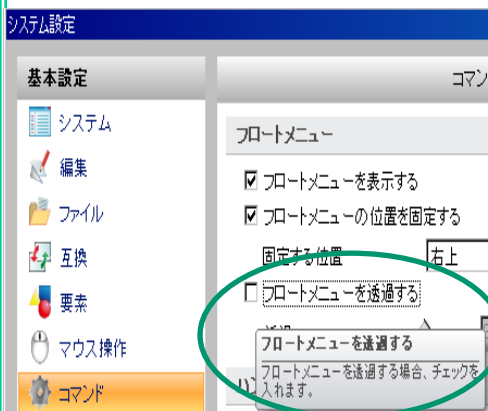 システム設定
基本設定
コマン
システム
フロートメニュー
編集
フロートメニューを表示する
ファイル
フロートメニューの位置を固定する
互換
固定する位置
右上
要素
フロートメニューを透過する
マウス操作
フロートメニューを透過する
フロートメニューを透過する場合、チェックを
入れます。
コマンド